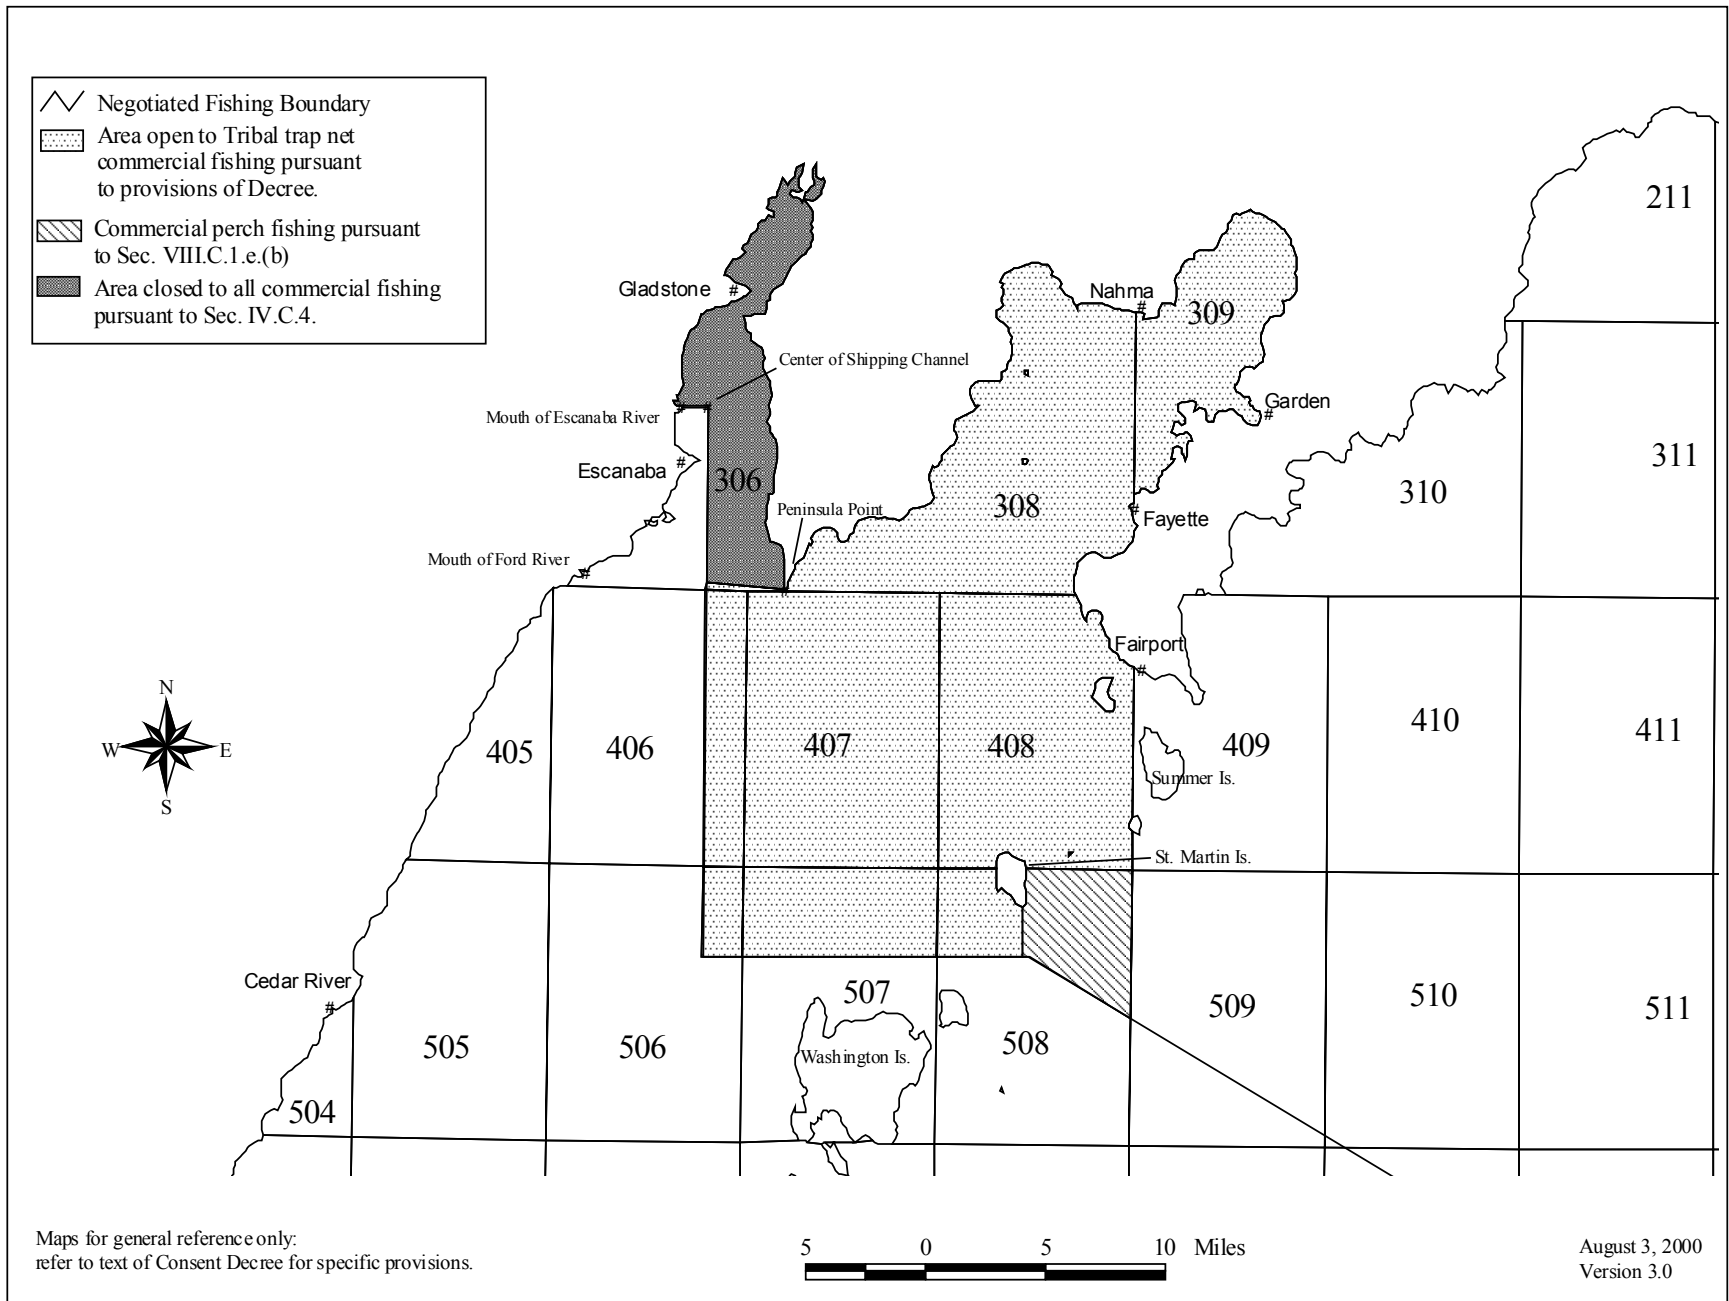 Negotiated Fishing Boundary
Area open to Tribal trap net
commercial fishing pursuant
to provisions of Decree.
Commercial perch fishing pursuant
to Sec. VIII.C.1.e.(b)
Area closed to all commercial fishing
pursuant to Sec. IV.C.4.
211
Gladstone
Nahma
309
Center of Shipping Channel
Mouth of Escanaba River
Garden
Escanaba
306
311
310
308
Peninsula Point
Fayette
Mouth of Ford River
Fairport
N
W
E
S
405
406
407
408
409
410
411
Summer Is.
St. Martin Is.
Cedar River
507
509
510
511
505
506
508
Washington Is.
504
Maps for general reference only:
refer to text of Consent Decree for specific provisions.
5 0 5 10 Miles
August 3, 2000
Version 3.0